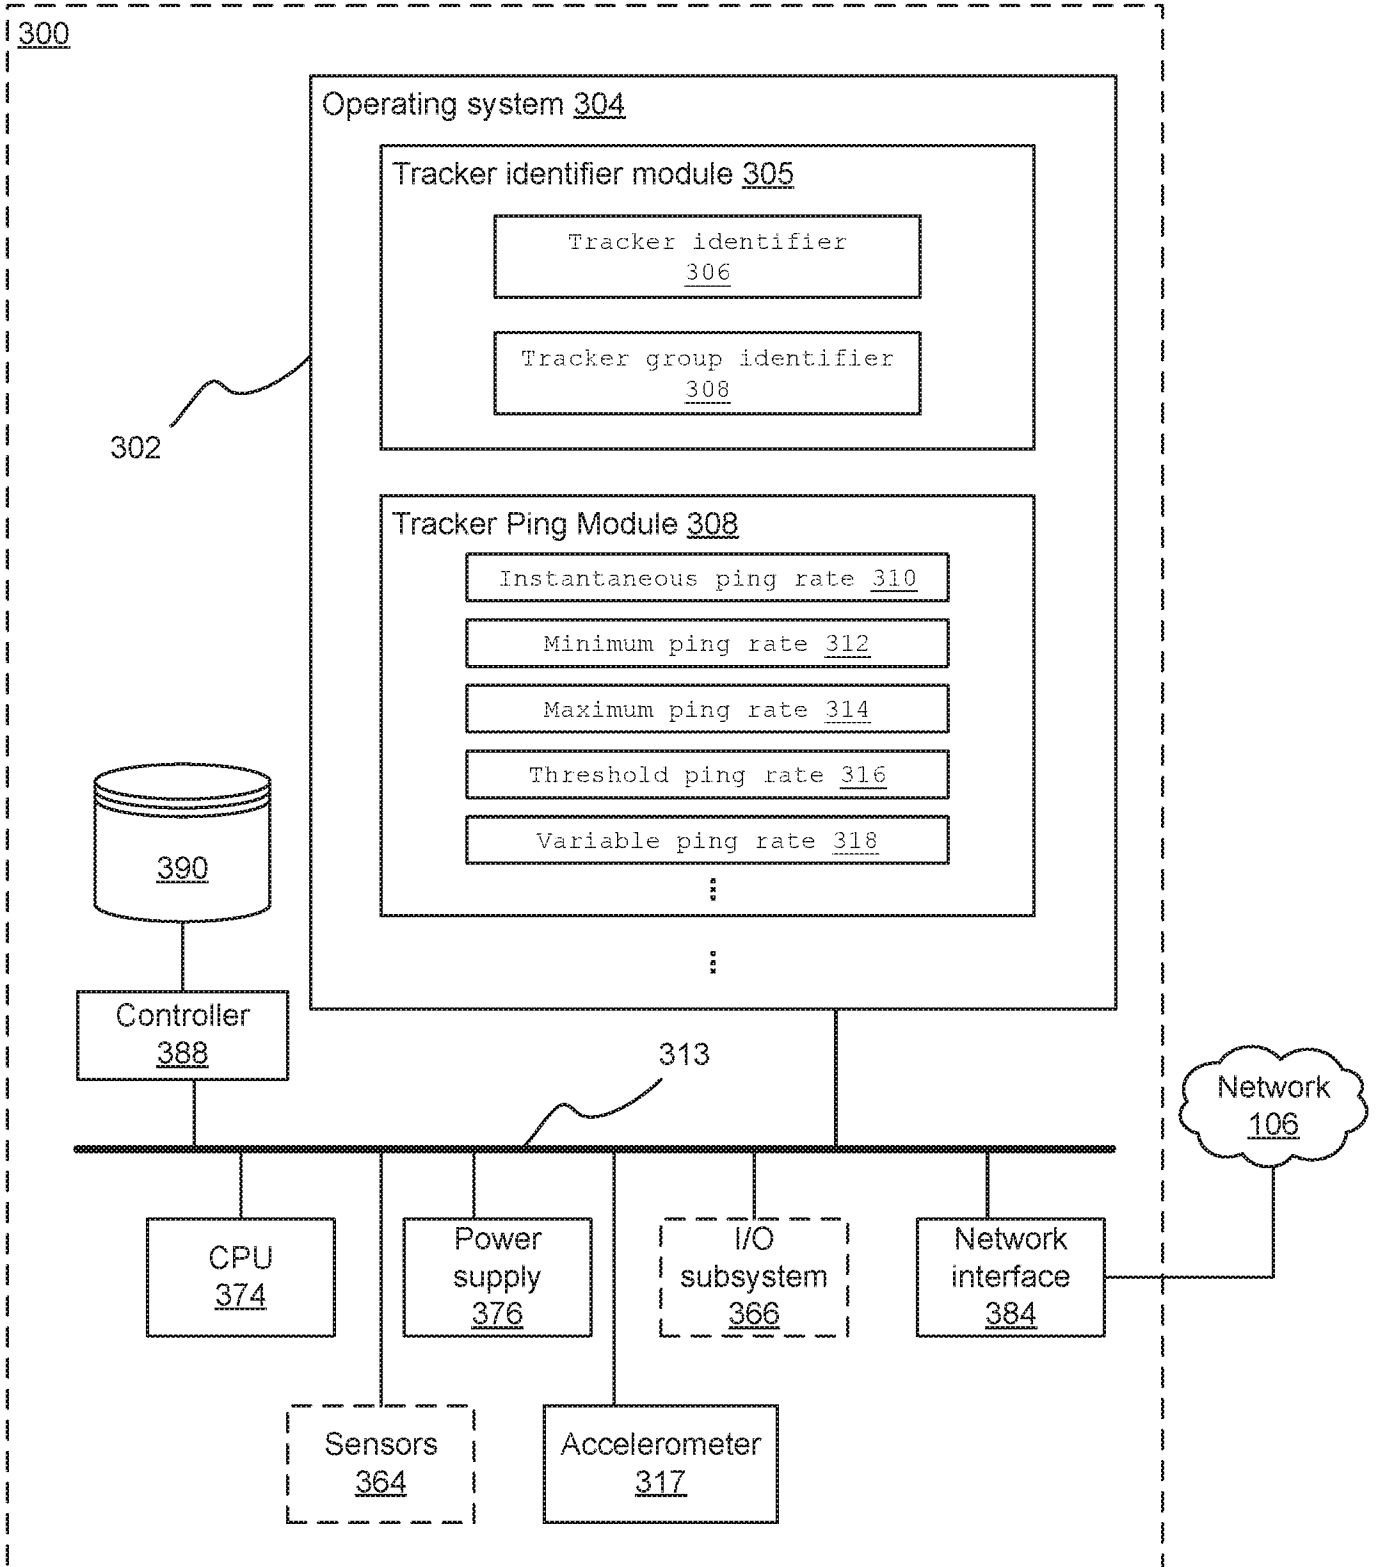 300
Operating system 304
Tracker identifier module 305
Tracker identifier
306
Tracker group identifier
308
302
Tracker Ping Module 308
Instantaneous ping rate 310
Minimum ping rate 312
Maximum ping rate 314
Threshold ping rate 316
Variable ping rate 318
390
Controller
388
313
Network
106
CPU
374
Power
supply
376
I/O
subsystem
366
Network
interface
384
Sensors
364
Accelerometer
317